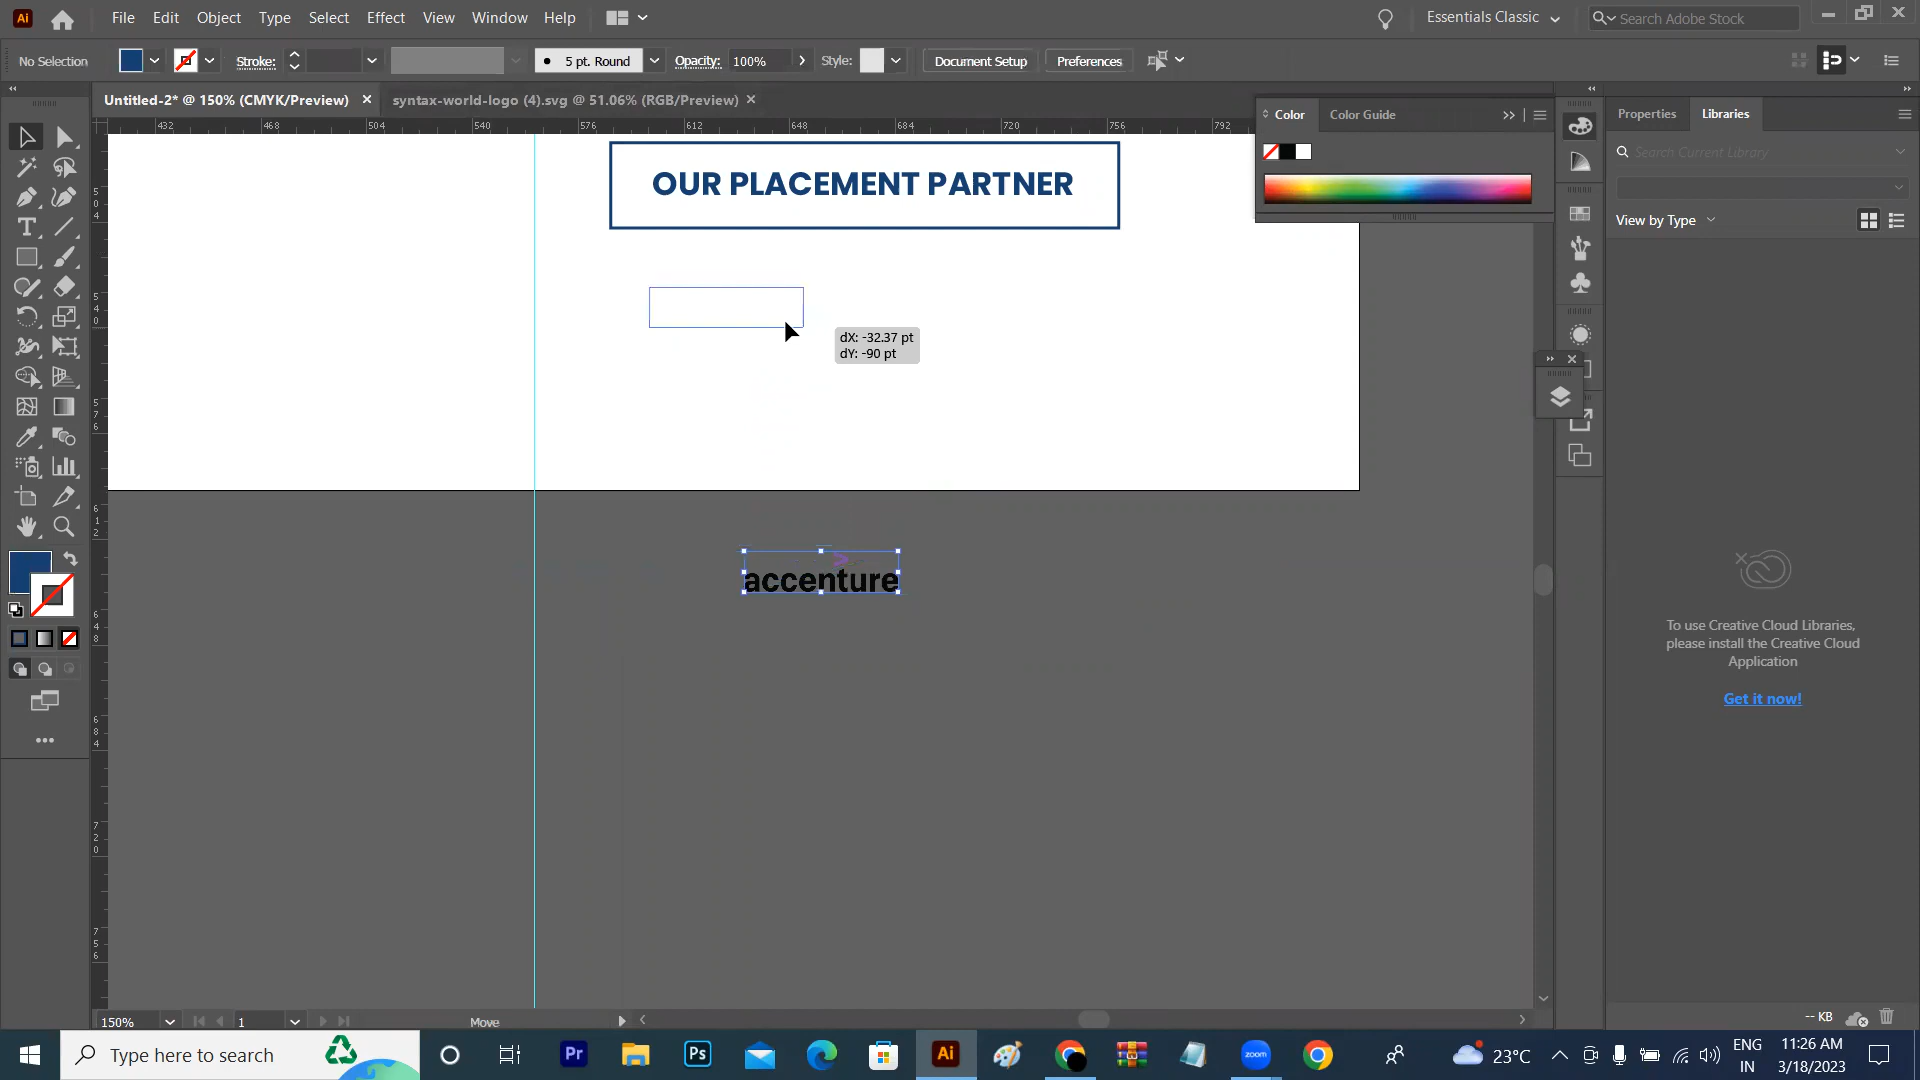 Ai File Edit Object Type Select Effect View Window Help Essentials Classic Search Adobe Stock
No Selection Stroke: 5 pt. Round Opacity: 100% Style: Document Setup Preferences
Untitled-2* @ 150% (CMYK/Preview) syntax-world-logo (4).svg @ 51.06% (RGB/Preview)
432 468 504 540 576 612 648 684 720 756 792
Color Color Guide
Properties Libraries
Search Current Library
View by Type
OUR PLACEMENT PARTNER
dX: -32.37 pt
dY: -90 pt
accenture
To use Creative Cloud Libraries,
please install the Creative Cloud
Application
Get it now!
-- KB
150% 1 Move
Type here to search Pr Ps Ai zoom 23°C ENG
IN
11:26 AM
3/18/2023